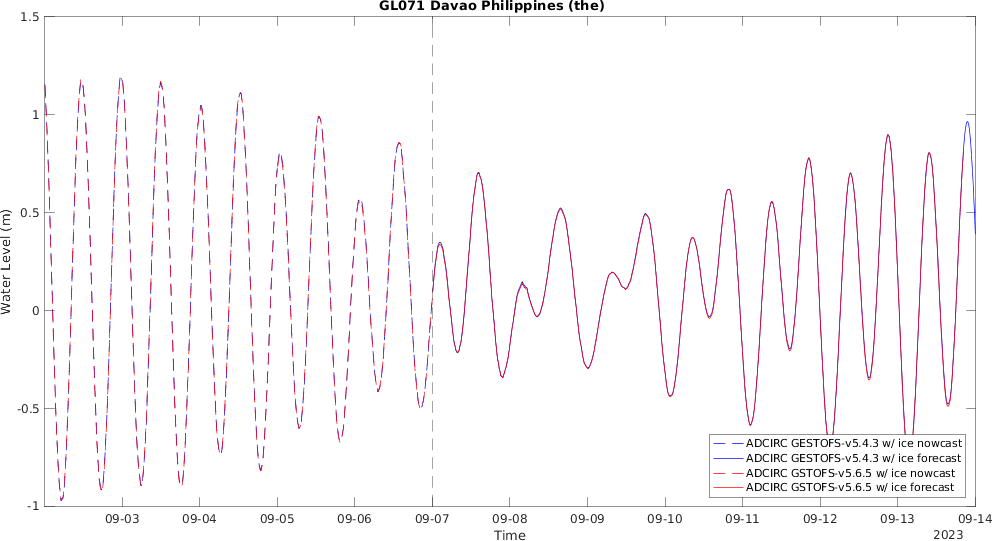 GL071 Davao Philippines (the)
1.5
1
0.5
0
-0.5
-1
Water Level (m)
09-03
09-04
09-05
09-06
09-07
09-08
09-09
09-10
09-11
09-12
09-13
09-14
Time
2023
ADCIRC GESTOFS-v5.4.3 w/ ice nowcast
ADCIRC GESTOFS-v5.4.3 w/ ice forecast
ADCIRC GSTOFS-v5.6.5 w/ ice nowcast
ADCIRC GSTOFS-v5.6.5 w/ ice forecast